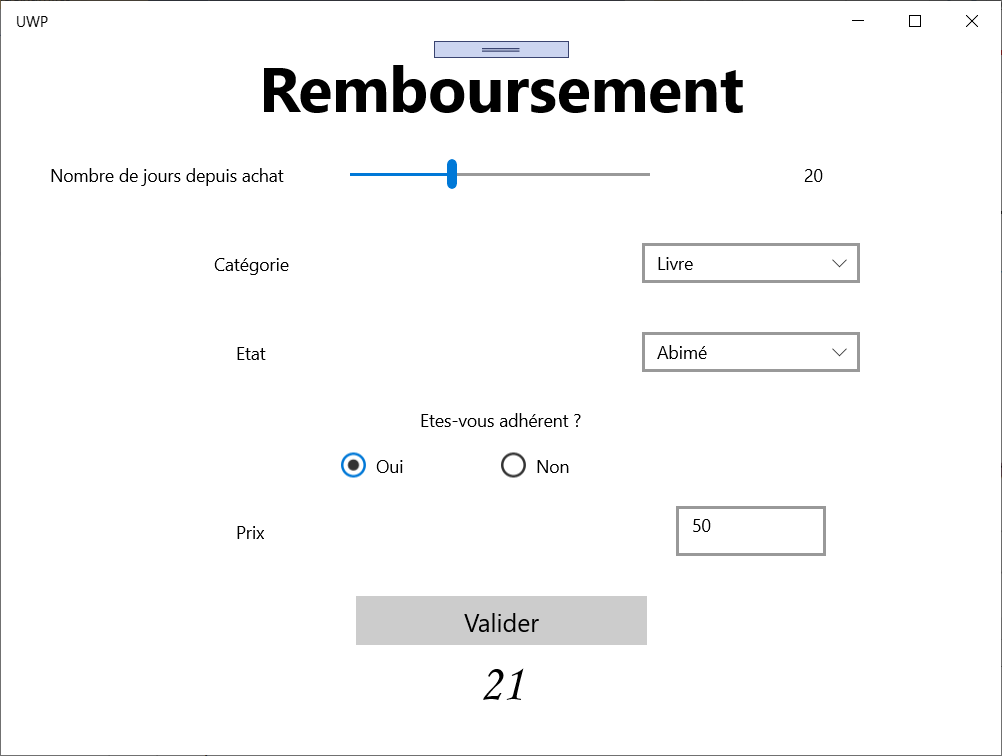 UWP
Remboursement
Nombre de jours depuis achat 20
Catégorie Livre
Etat Abimé
Etes-vous adhérent ?
Oui Non
Prix 50
Valider
21